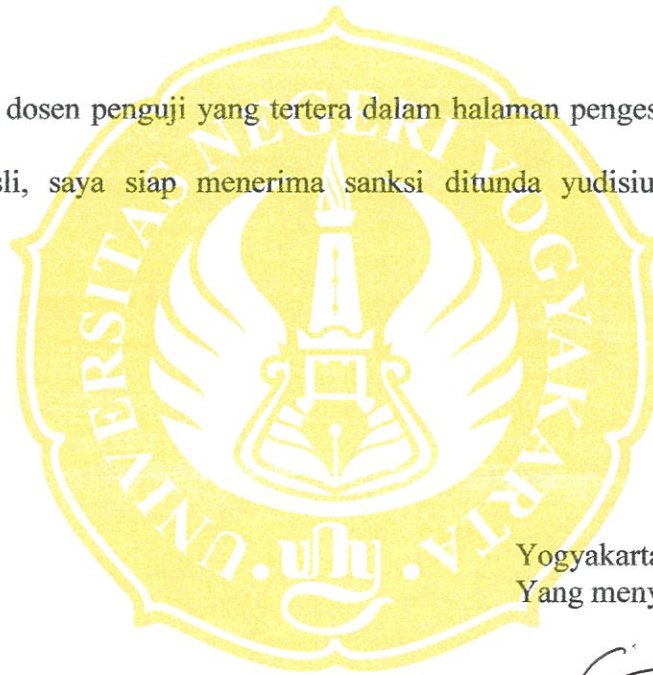 dosen penguji yang tertera dalam halaman penges
sli, saya siap menerima sanksi ditunda yudisiu
UNIVERSITAS NEGERI YOGYAKARTA
uny
Yogyakarta
Yang meny